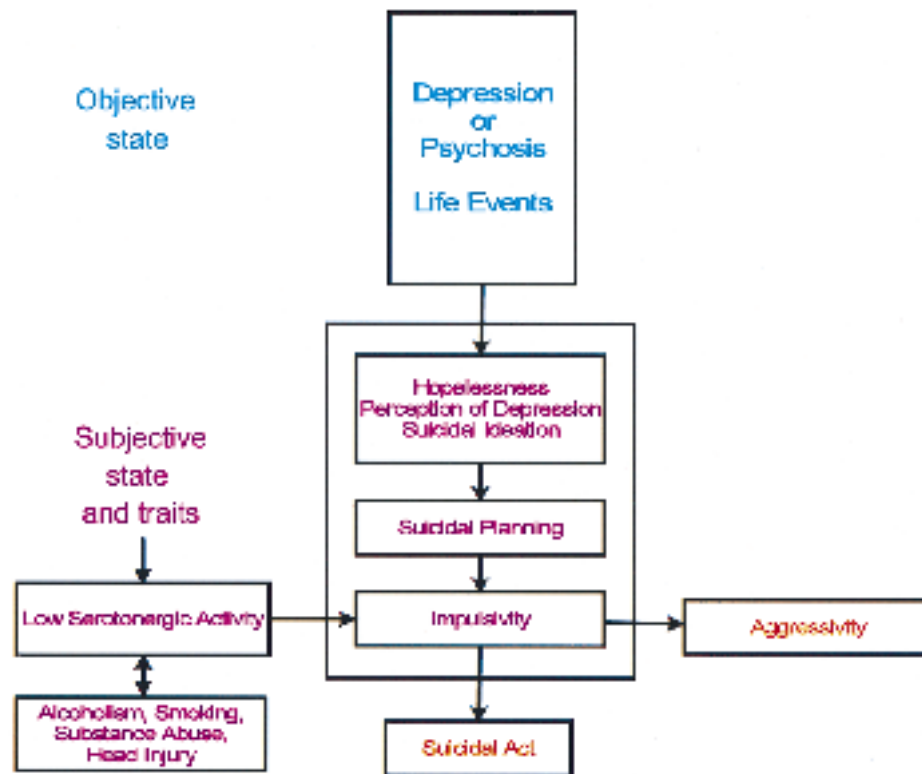 Objective
state
Depression
or
Psychosis
Life Events
Hopelessness
Perception of Depression
Suicidal Ideation
Subjective
state
and traits
Suicidal Planning
Low Serotonergic Activity
Impulsivity
Aggressivity
Alcoholism, Smoking,
Substance Abuse,
Head Injury
Suicidal Act